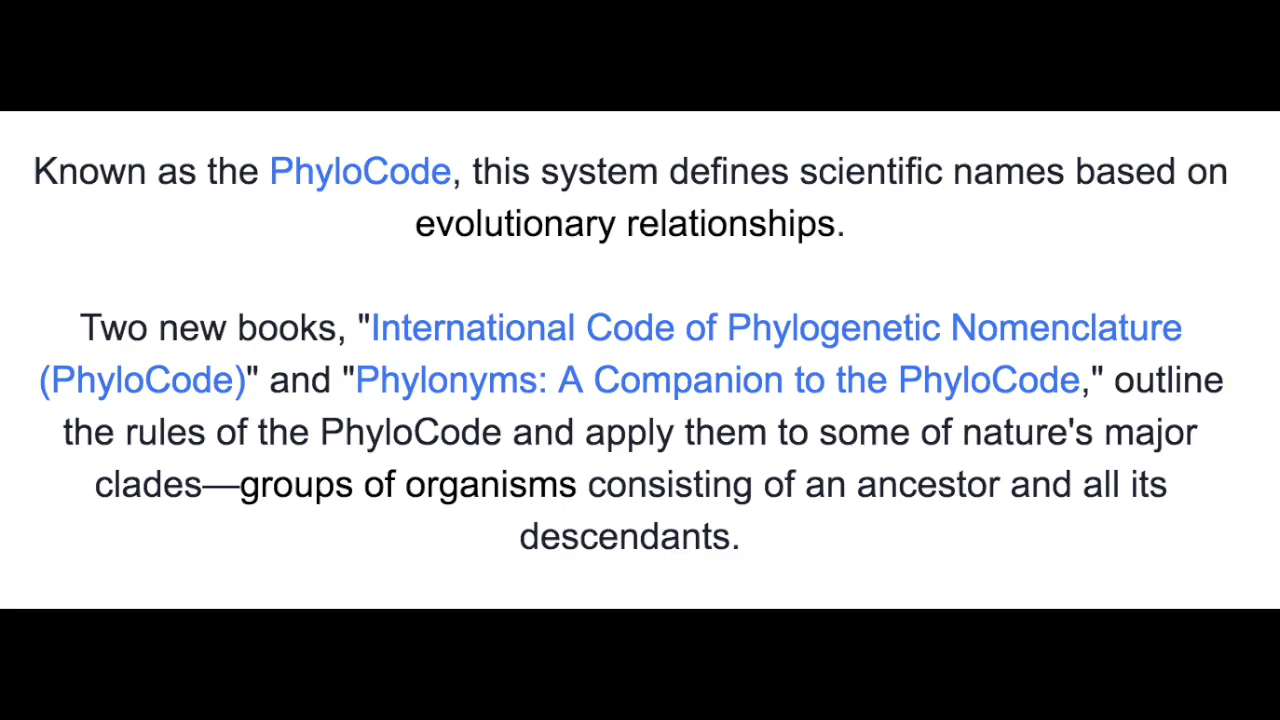 Known as the PhyloCode, this system defines scientific names based on
evolutionary relationships.
Two new books, "International Code of Phylogenetic Nomenclature
(PhyloCode)" and "Phylonyms: A Companion to the PhyloCode," outline
the rules of the PhyloCode and apply them to some of nature's major
clades—groups of organisms consisting of an ancestor and all its
descendants.